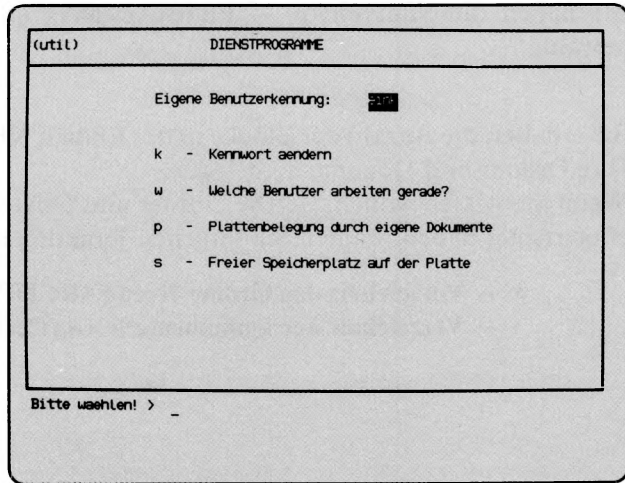 (util) DIENSTPROGRAMME
Eigene Benutzerkennung:
k - Kennwort aendern
w - Welche Benutzer arbeiten gerade?
p - Plattenbelegung durch eigene Dokumente
s - Freier Speicherplatz auf der Platte
Bitte waehlen! > _